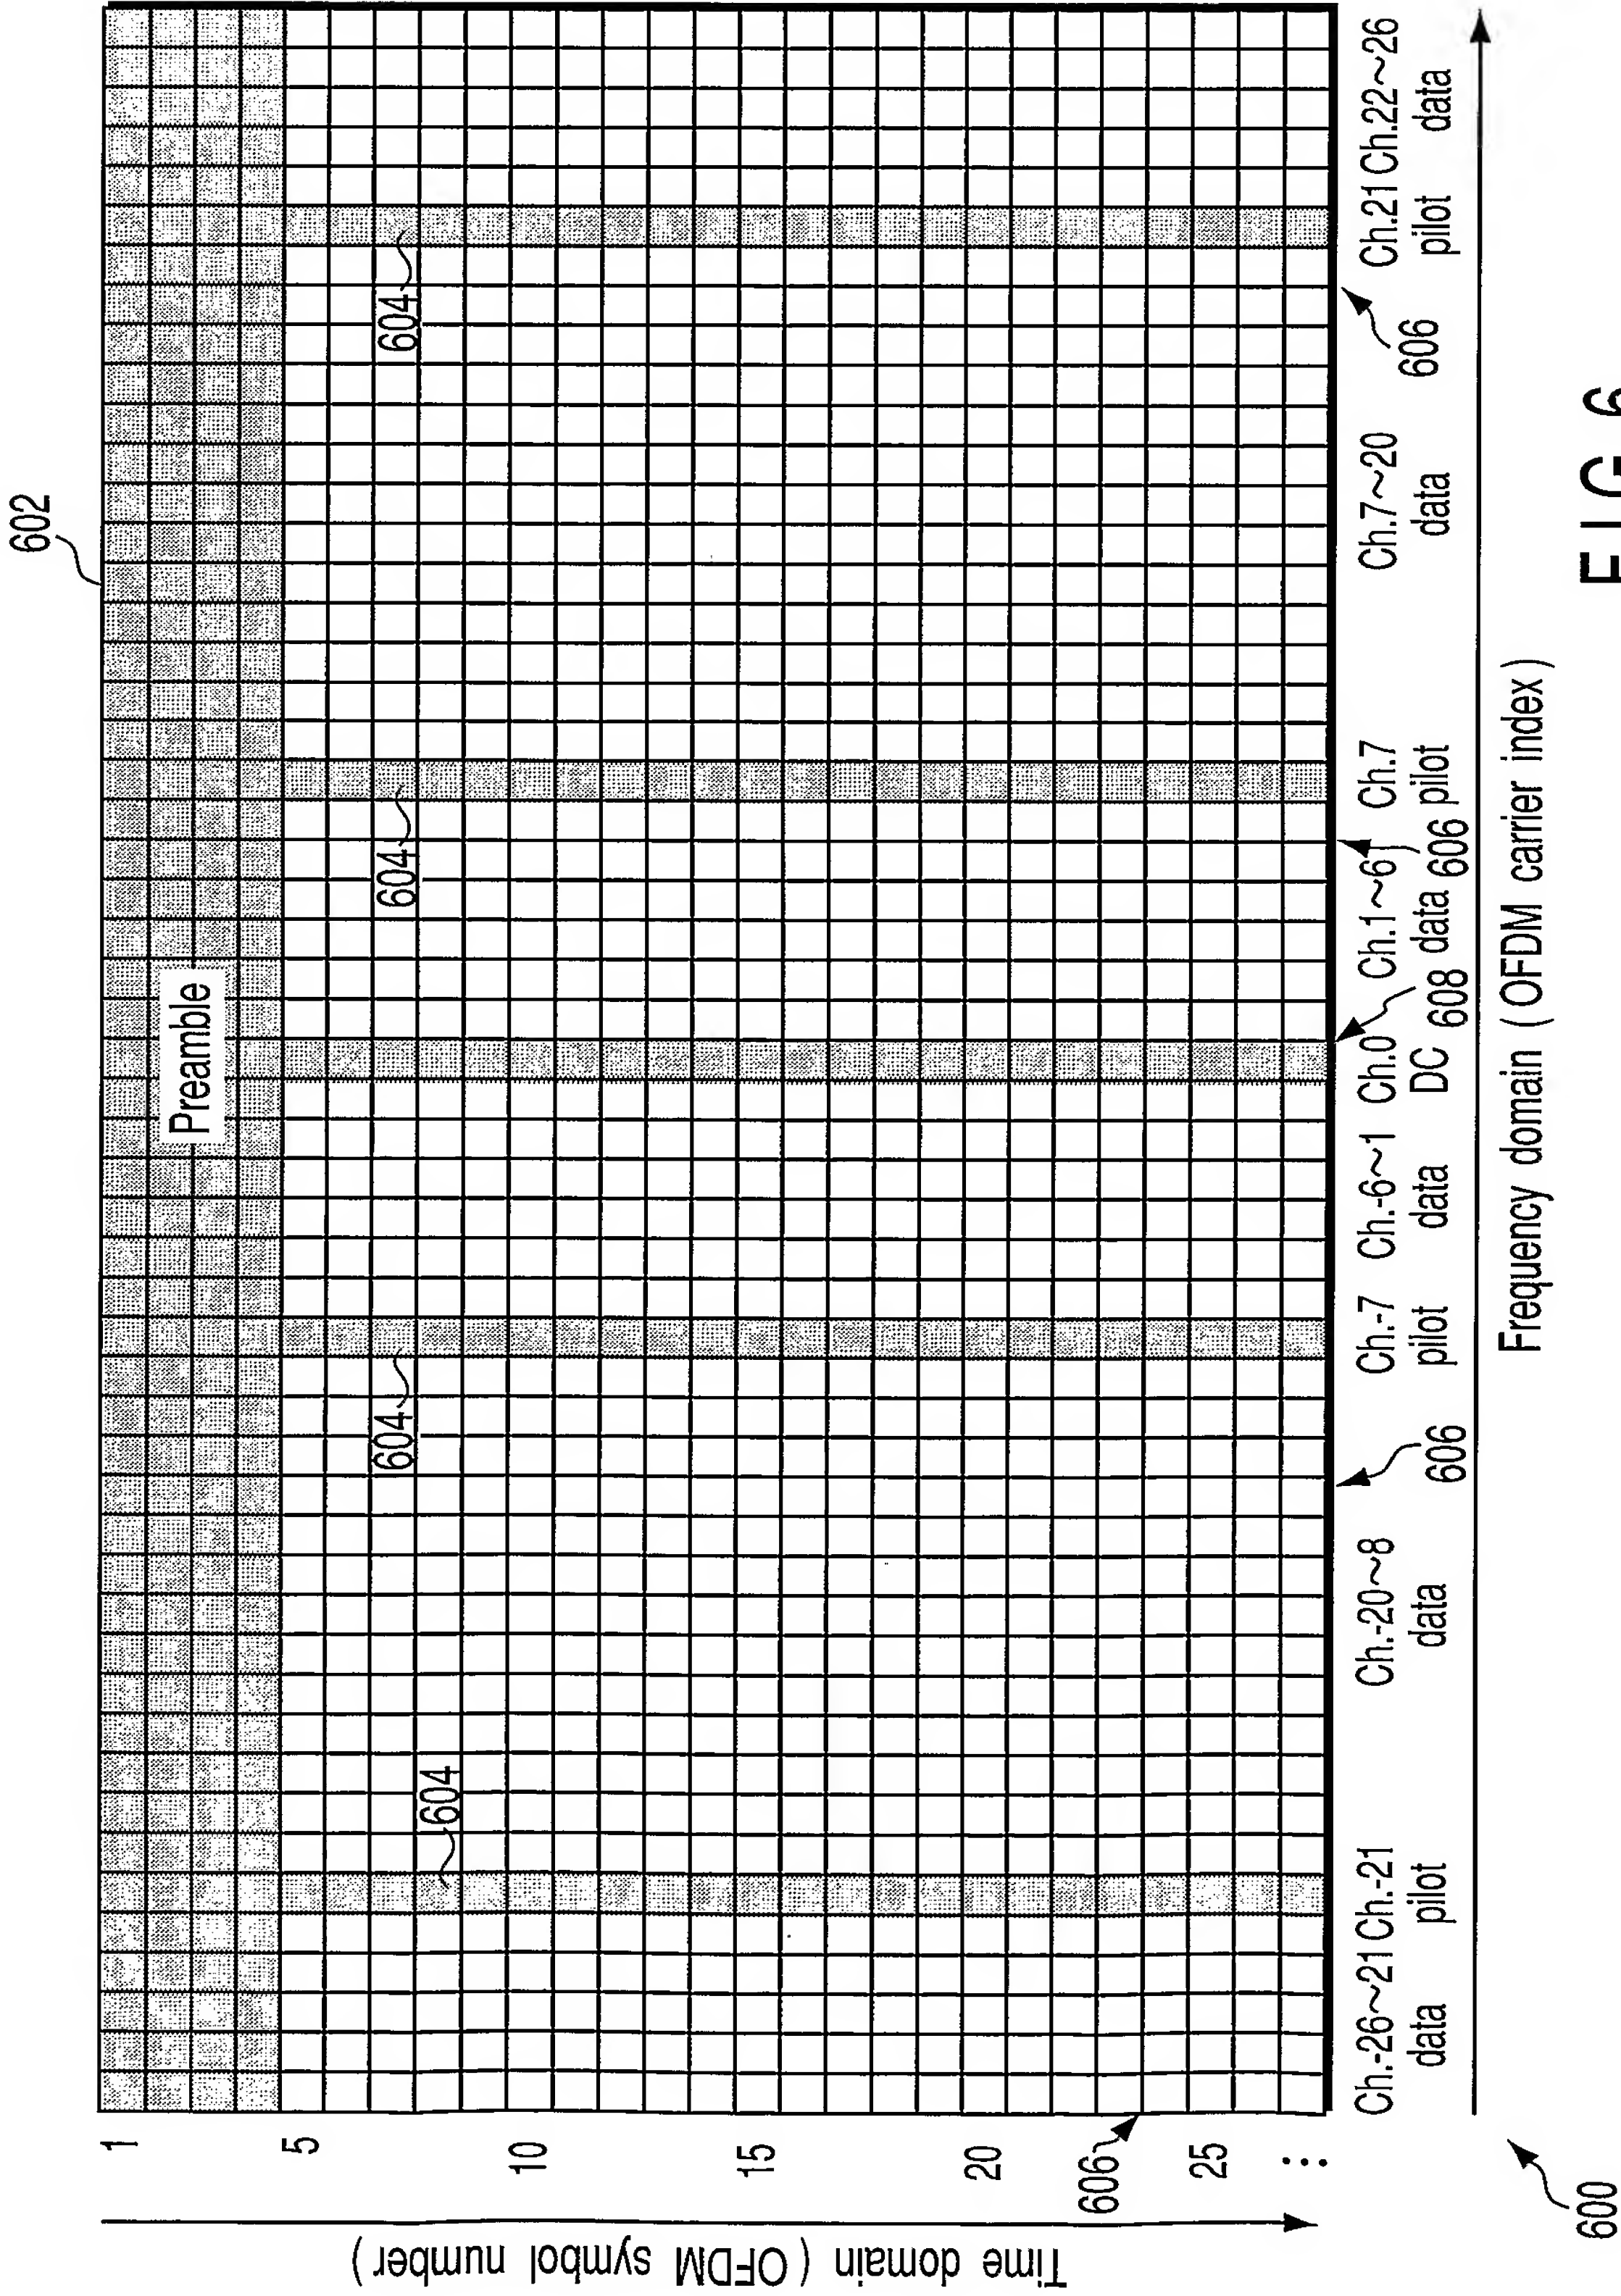 602
Preamble
604
604
604
604
1
5
10
15
20
25
⋮
606
Time domain ( OFDM symbol number )
Ch.-26~21
data
Ch.-21
pilot
Ch.-20~8
data
606
Ch.-7
pilot
Ch.-6~1
data
Ch.0
DC
608
Ch.1~6
data
606
Ch.7
pilot
Ch.7~20
data
606
Ch.21
pilot
Ch.22~26
data
Frequency domain ( OFDM carrier index )
600
FIG. 6